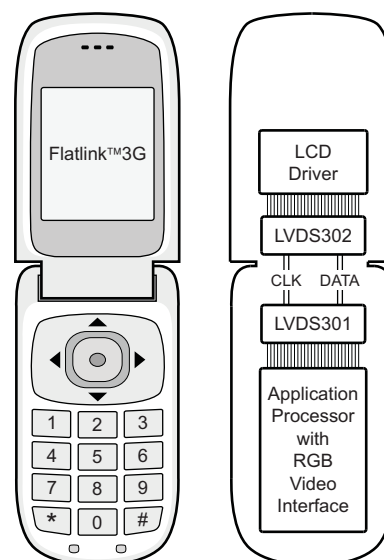 Flatlink™3G
1 2 3
4 5 6
7 8 9
* 0 #
LCD
Driver
LVDS302
CLK DATA
LVDS301
Application
Processor
with
RGB
Video
Interface